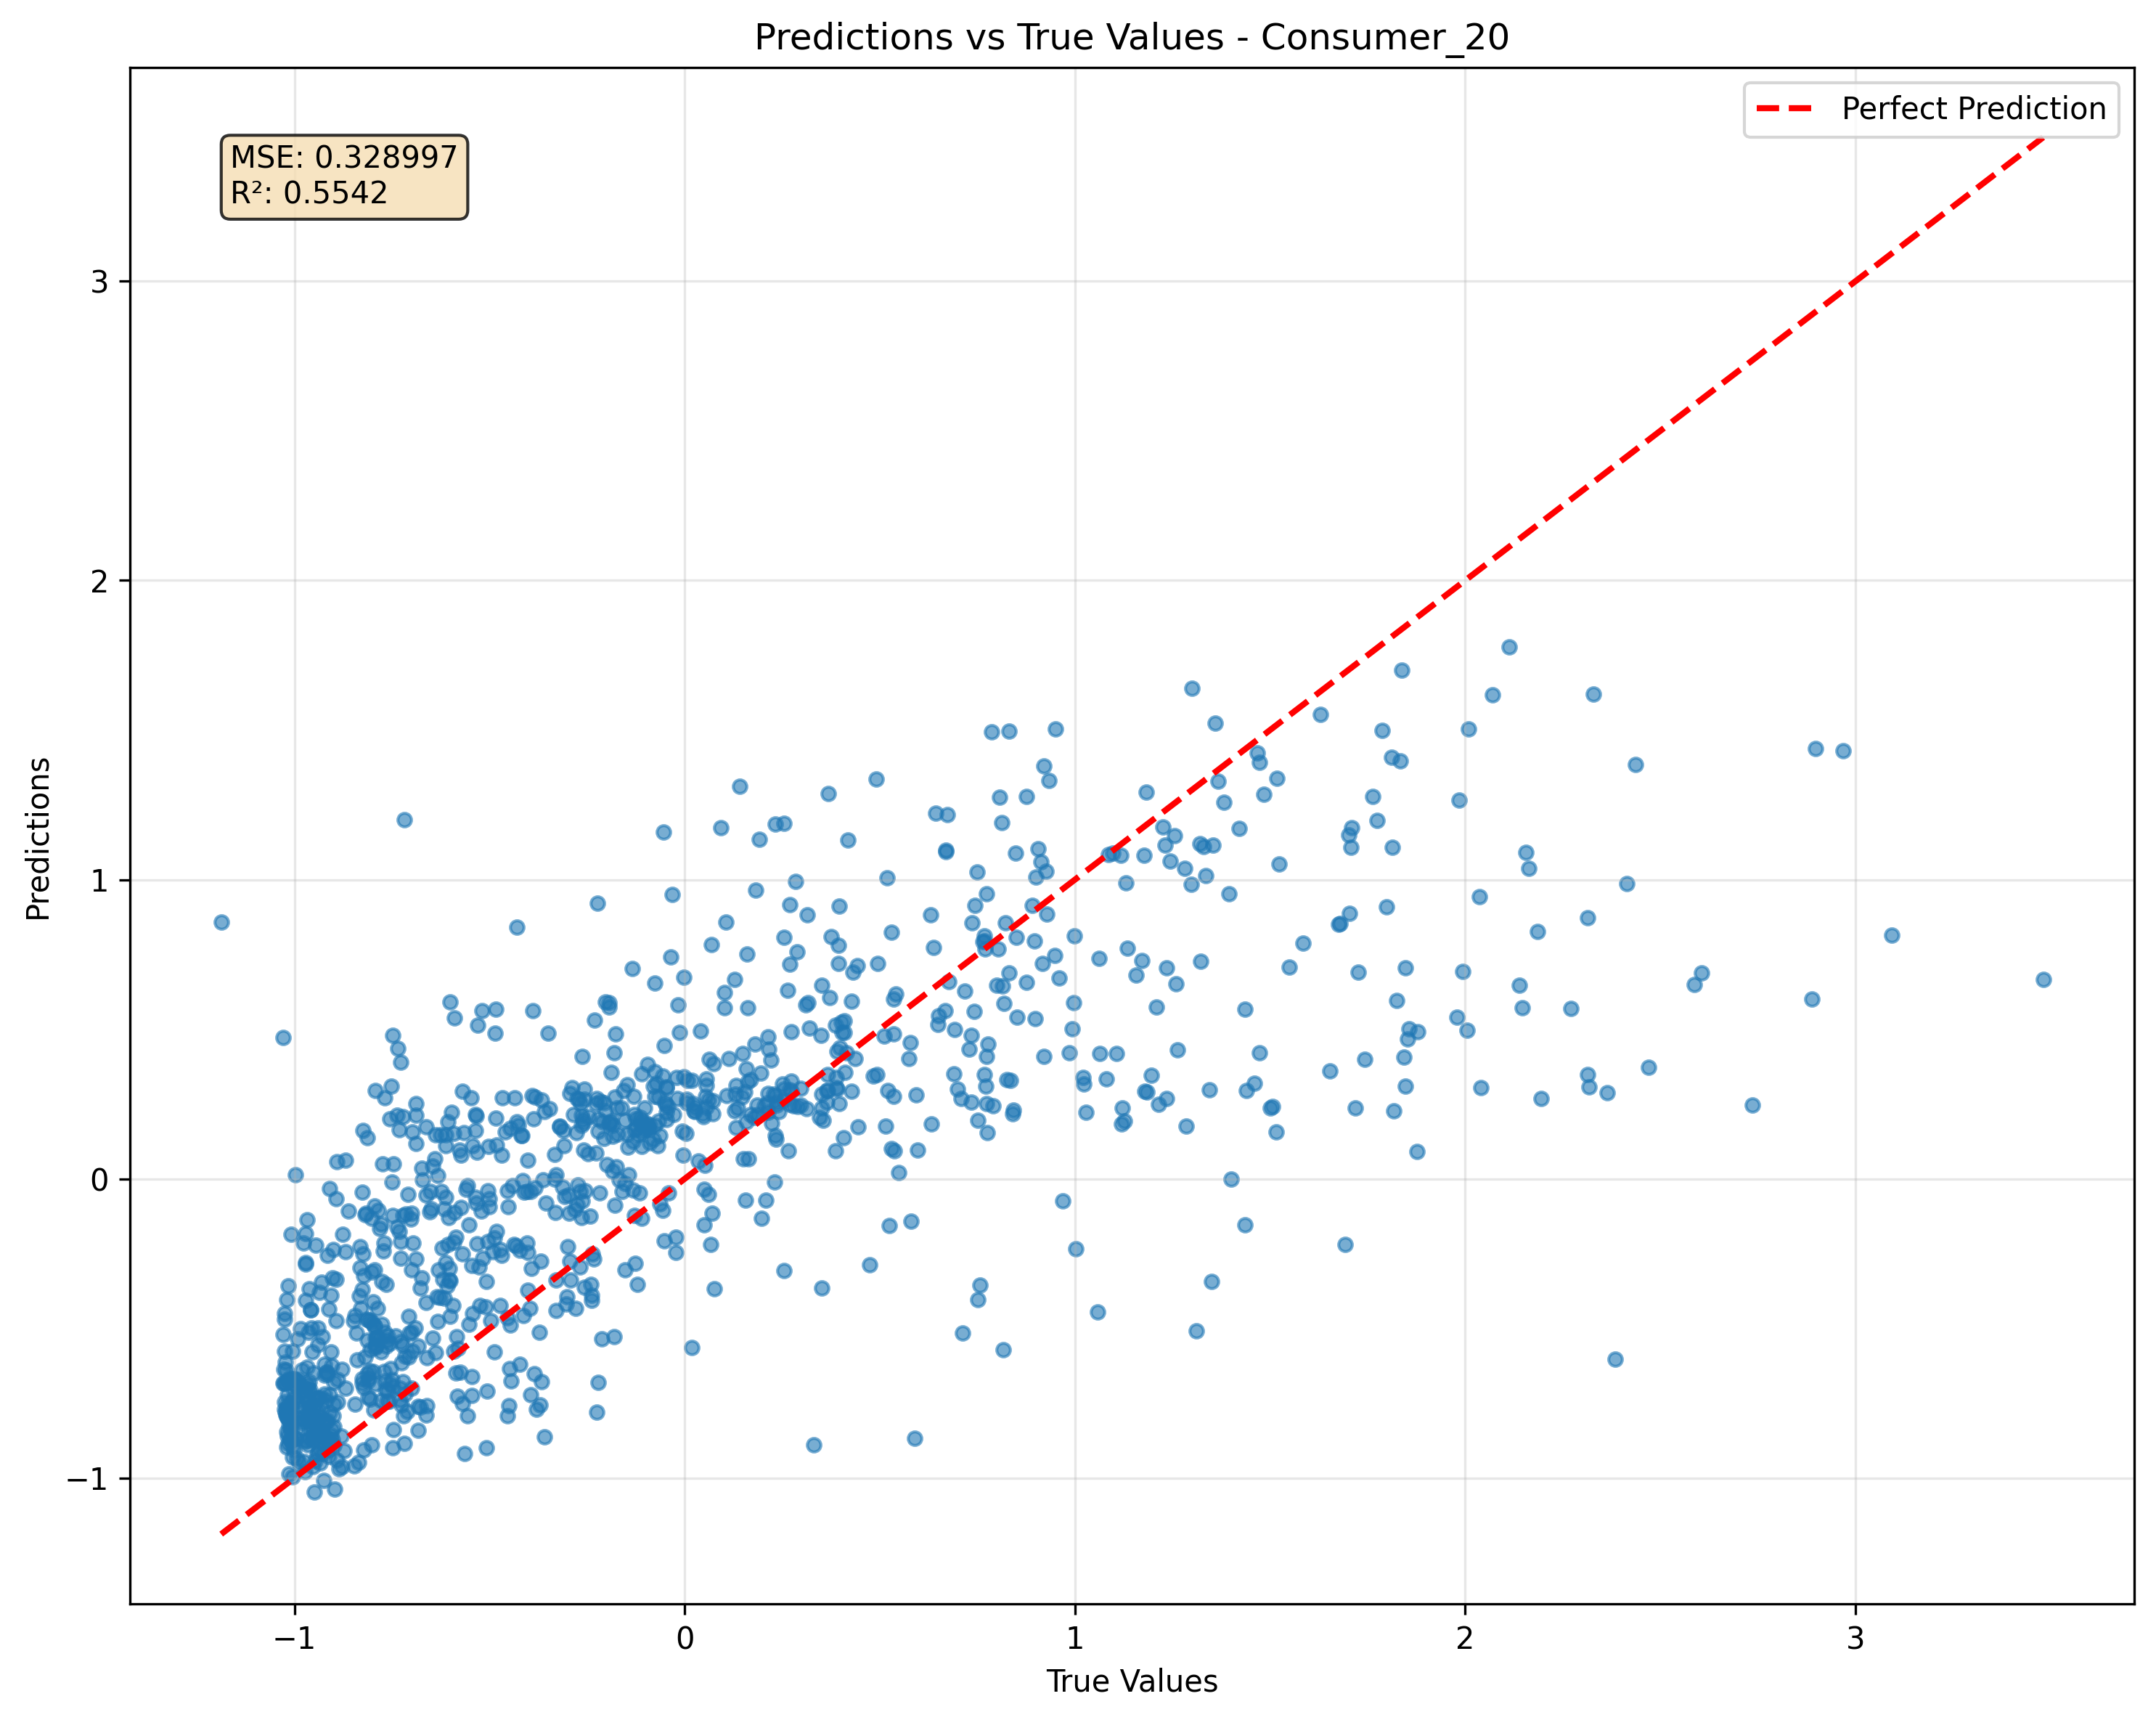 Predictions vs True Values - Consumer_20
Perfect Prediction
MSE: 0.328997
R²: 0.5542
3
2
1
0
−1
Predictions
−1 0 1 2 3
True Values